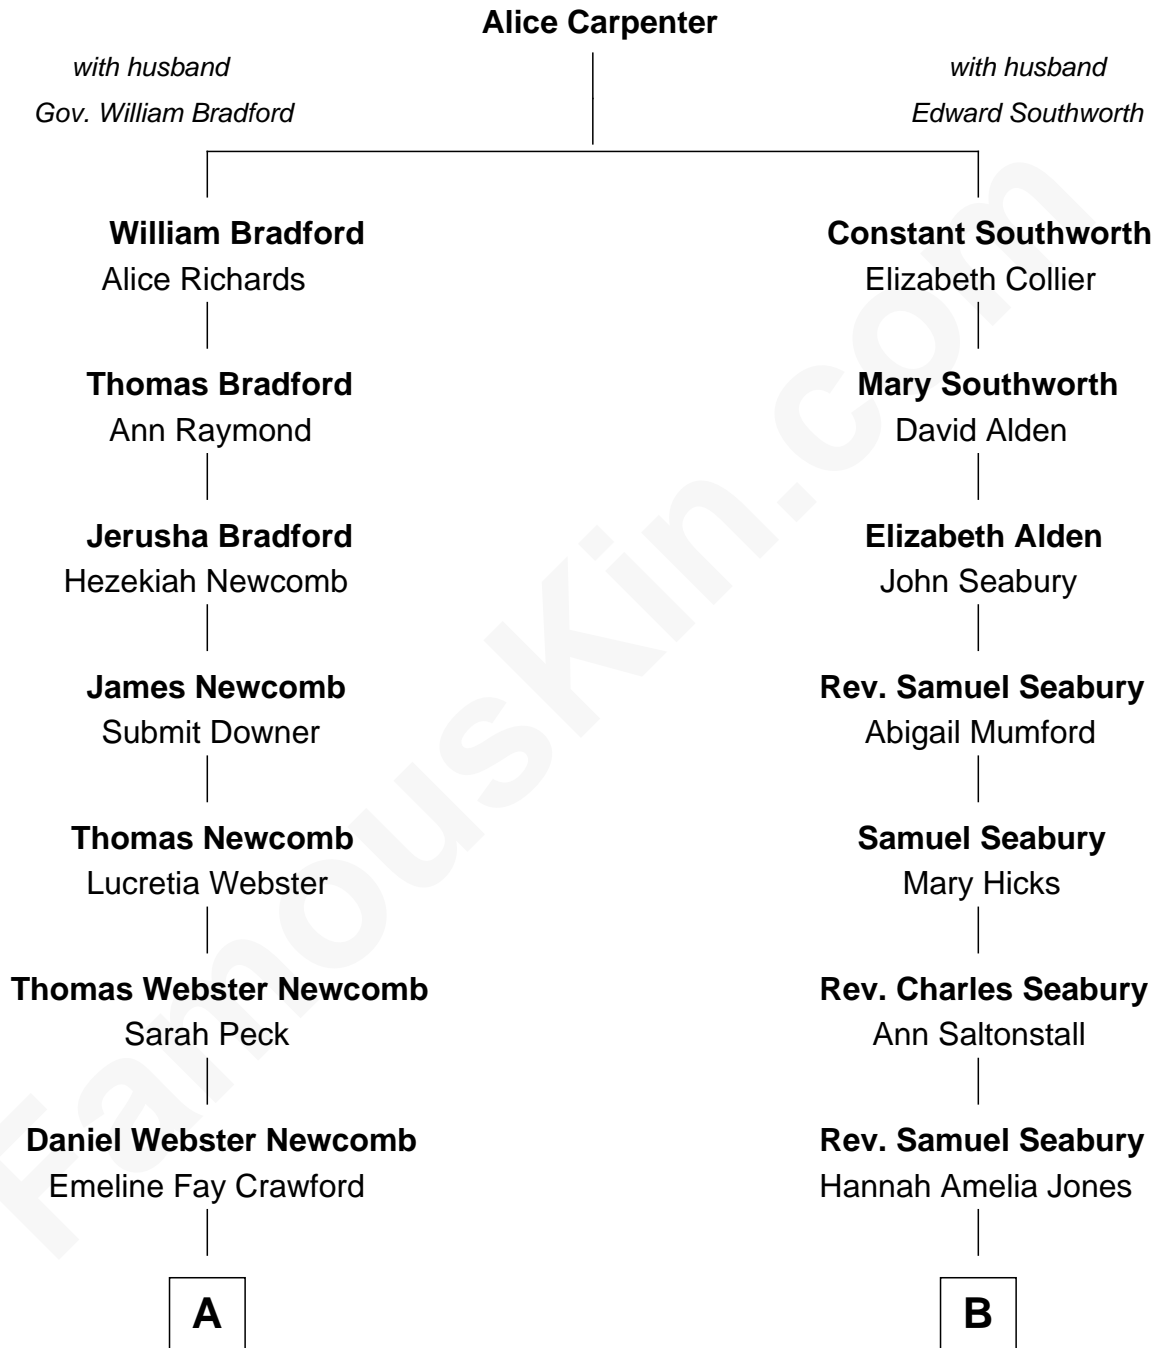 Alice Carpenter
with husband
Gov. William Bradford
with husband
Edward Southworth
William Bradford
Alice Richards
Constant Southworth
Elizabeth Collier
Thomas Bradford
Ann Raymond
Mary Southworth
David Alden
Jerusha Bradford
Hezekiah Newcomb
Elizabeth Alden
John Seabury
James Newcomb
Submit Downer
Rev. Samuel Seabury
Abigail Mumford
Thomas Newcomb
Lucretia Webster
Samuel Seabury
Mary Hicks
Thomas Webster Newcomb
Sarah Peck
Rev. Charles Seabury
Ann Saltonstall
Daniel Webster Newcomb
Emeline Fay Crawford
Rev. Samuel Seabury
Hannah Amelia Jones
A
B
FamousKin.com